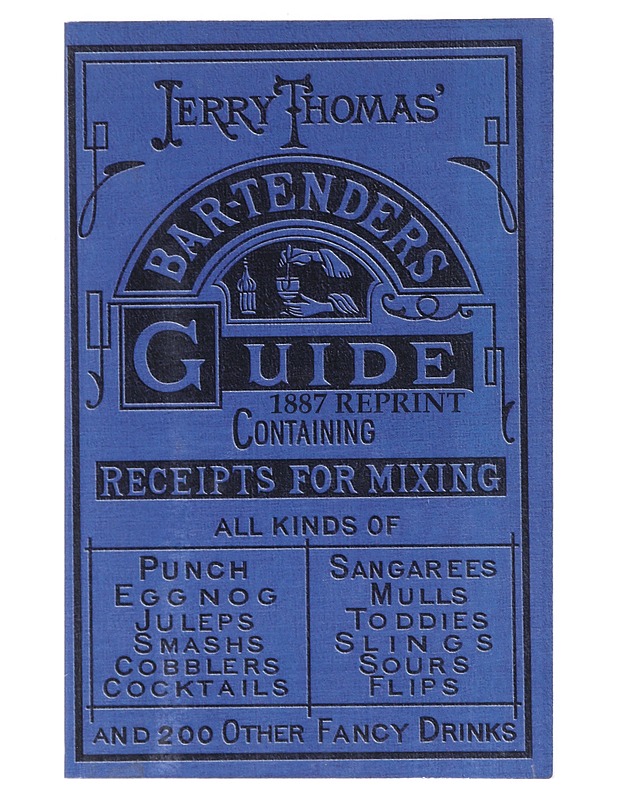 Jerry Thomas'
BAR-TENDERS
GUIDE
1887 REPRINT
CONTAINING
RECEIPTS FOR MIXING
ALL KINDS OF
PUNCH
EGGNOG
JULEPS
SMASHS
COBBLERS
COCKTAILS
SANGAREES
MULLS
TODDIES
SLINGS
SOURS
FLIPS
AND 200 OTHER FANCY DRINKS